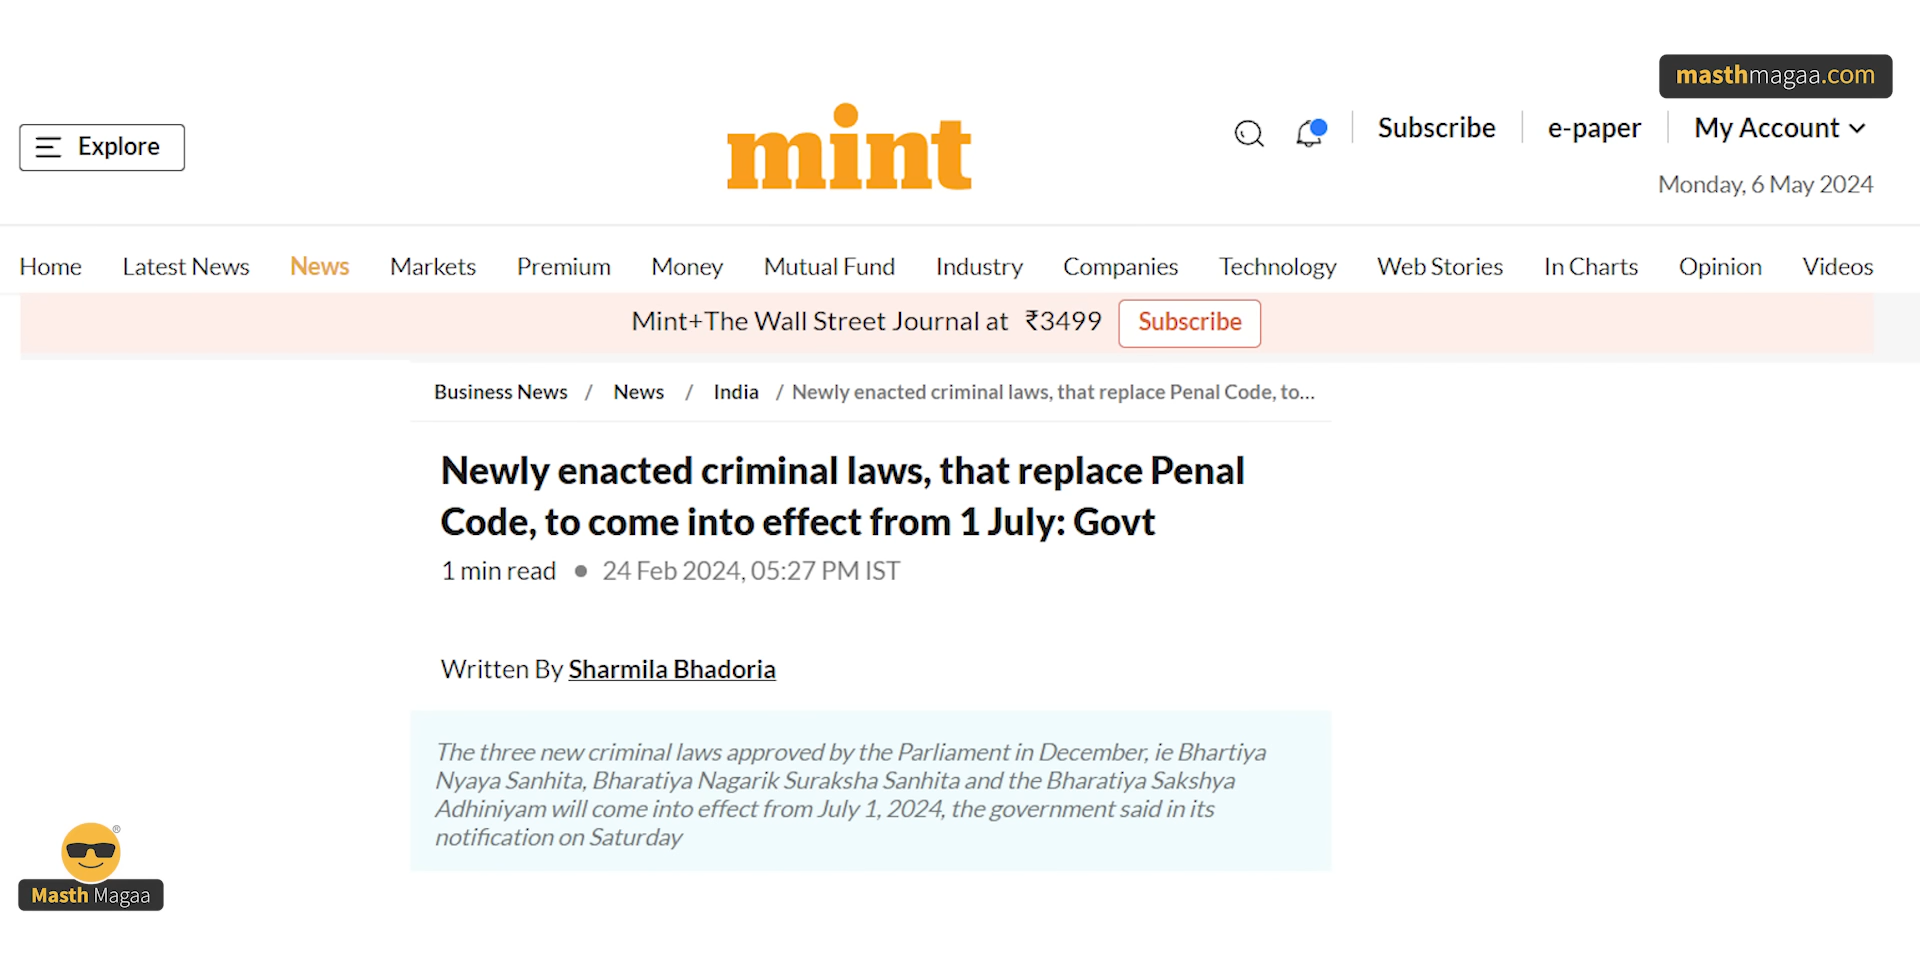 masthmagaa.com
Explore
mint
Subscribe
e-paper
My Account
Monday, 6 May 2024
Home Latest News News Markets Premium Money Mutual Fund Industry Companies Technology Web Stories In Charts Opinion Videos
Mint+The Wall Street Journal at ₹3499 Subscribe
Business News / News / India / Newly enacted criminal laws, that replace Penal Code, to...
Newly enacted criminal laws, that replace Penal
Code, to come into effect from 1 July: Govt
1 min read ● 24 Feb 2024, 05:27 PM IST
Written By Sharmila Bhadoria
The three new criminal laws approved by the Parliament in December, ie Bhartiya
Nyaya Sanhita, Bharatiya Nagarik Suraksha Sanhita and the Bharatiya Sakshya
Adhiniyam will come into effect from July 1, 2024, the government said in its
notification on Saturday
®
Masth Magaa